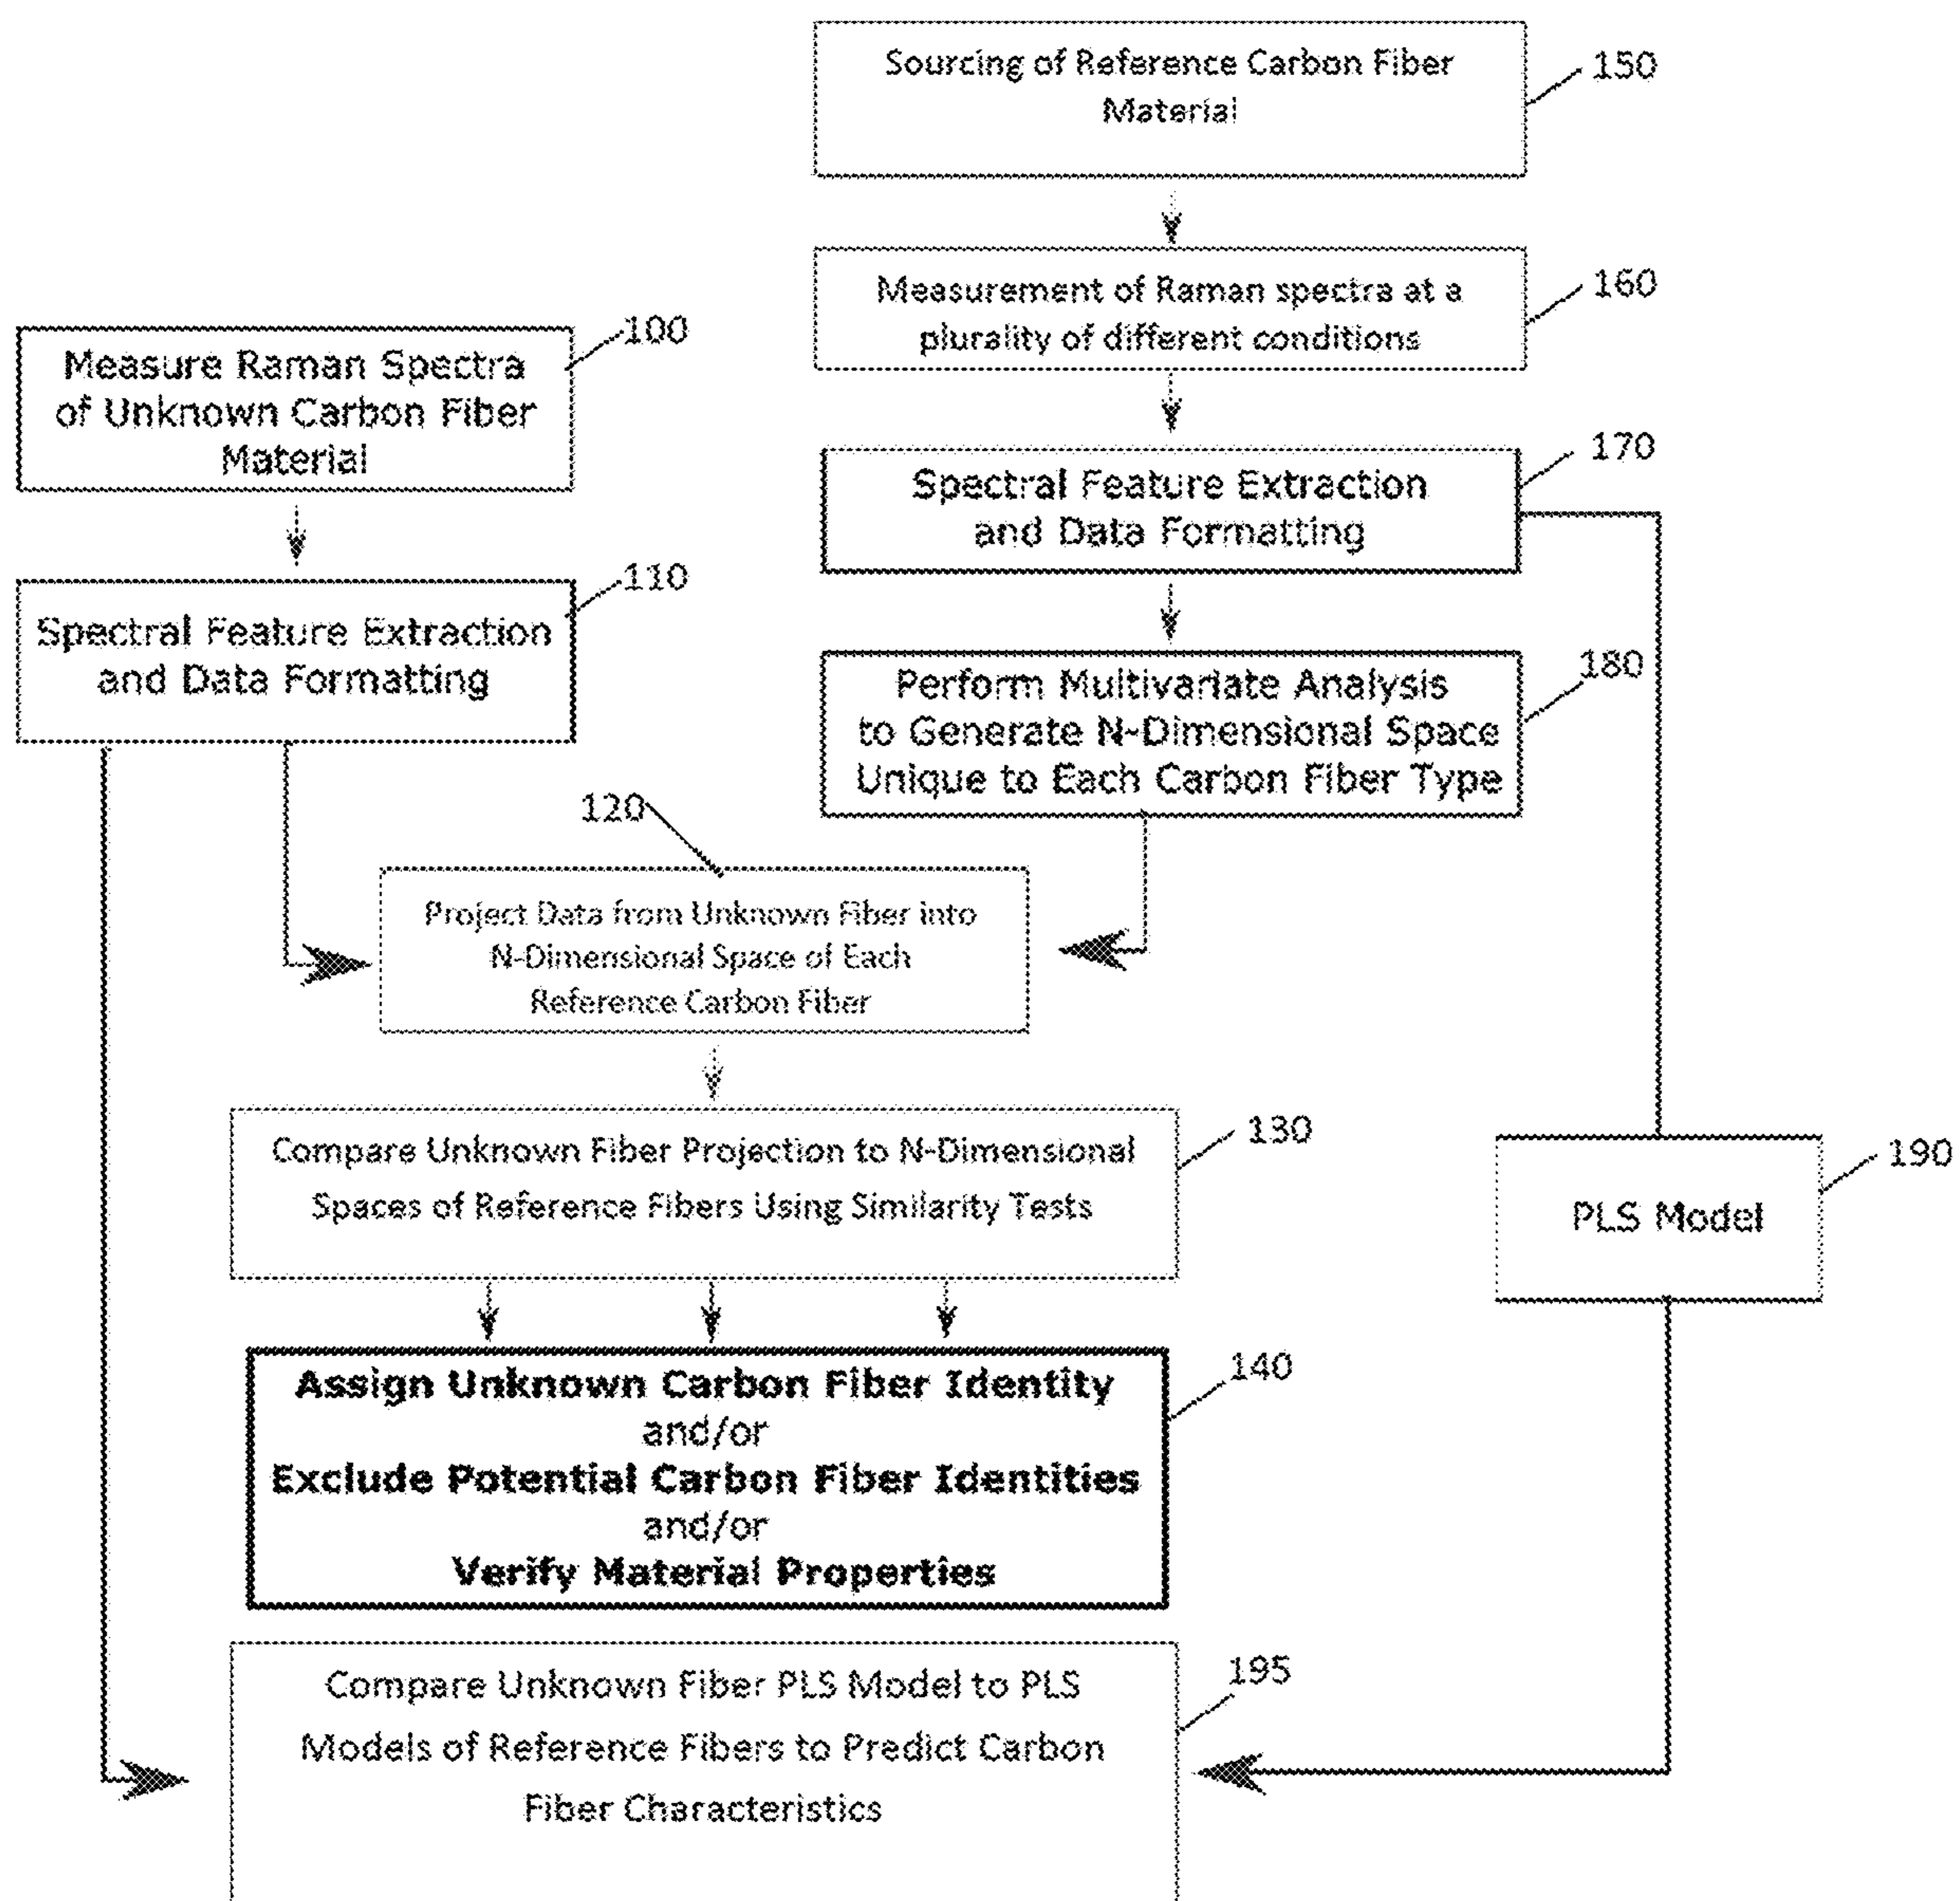 Sourcing of Reference Carbon Fiber
Material
150
Measurement of Raman spectra at a
plurality of different conditions
160
Measure Raman Spectra
of Unknown Carbon Fiber
Material
100
Spectral Feature Extraction
and Data Formatting
170
Spectral Feature Extraction
and Data Formatting
110
Perform Multivariate Analysis
to Generate N-Dimensional Space
Unique to Each Carbon Fiber Type
180
120
Project Data from Unknown Fiber into
N-Dimensional Space of Each
Reference Carbon Fiber
Compare Unknown Fiber Projection to N-Dimensional
Spaces of Reference Fibers Using Similarity Tests
130
PLS Model
190
Assign Unknown Carbon Fiber Identity
and/or
Exclude Potential Carbon Fiber Identities
and/or
Verify Material Properties
140
Compare Unknown Fiber PLS Model to PLS
Models of Reference Fibers to Predict Carbon
Fiber Characteristics
195